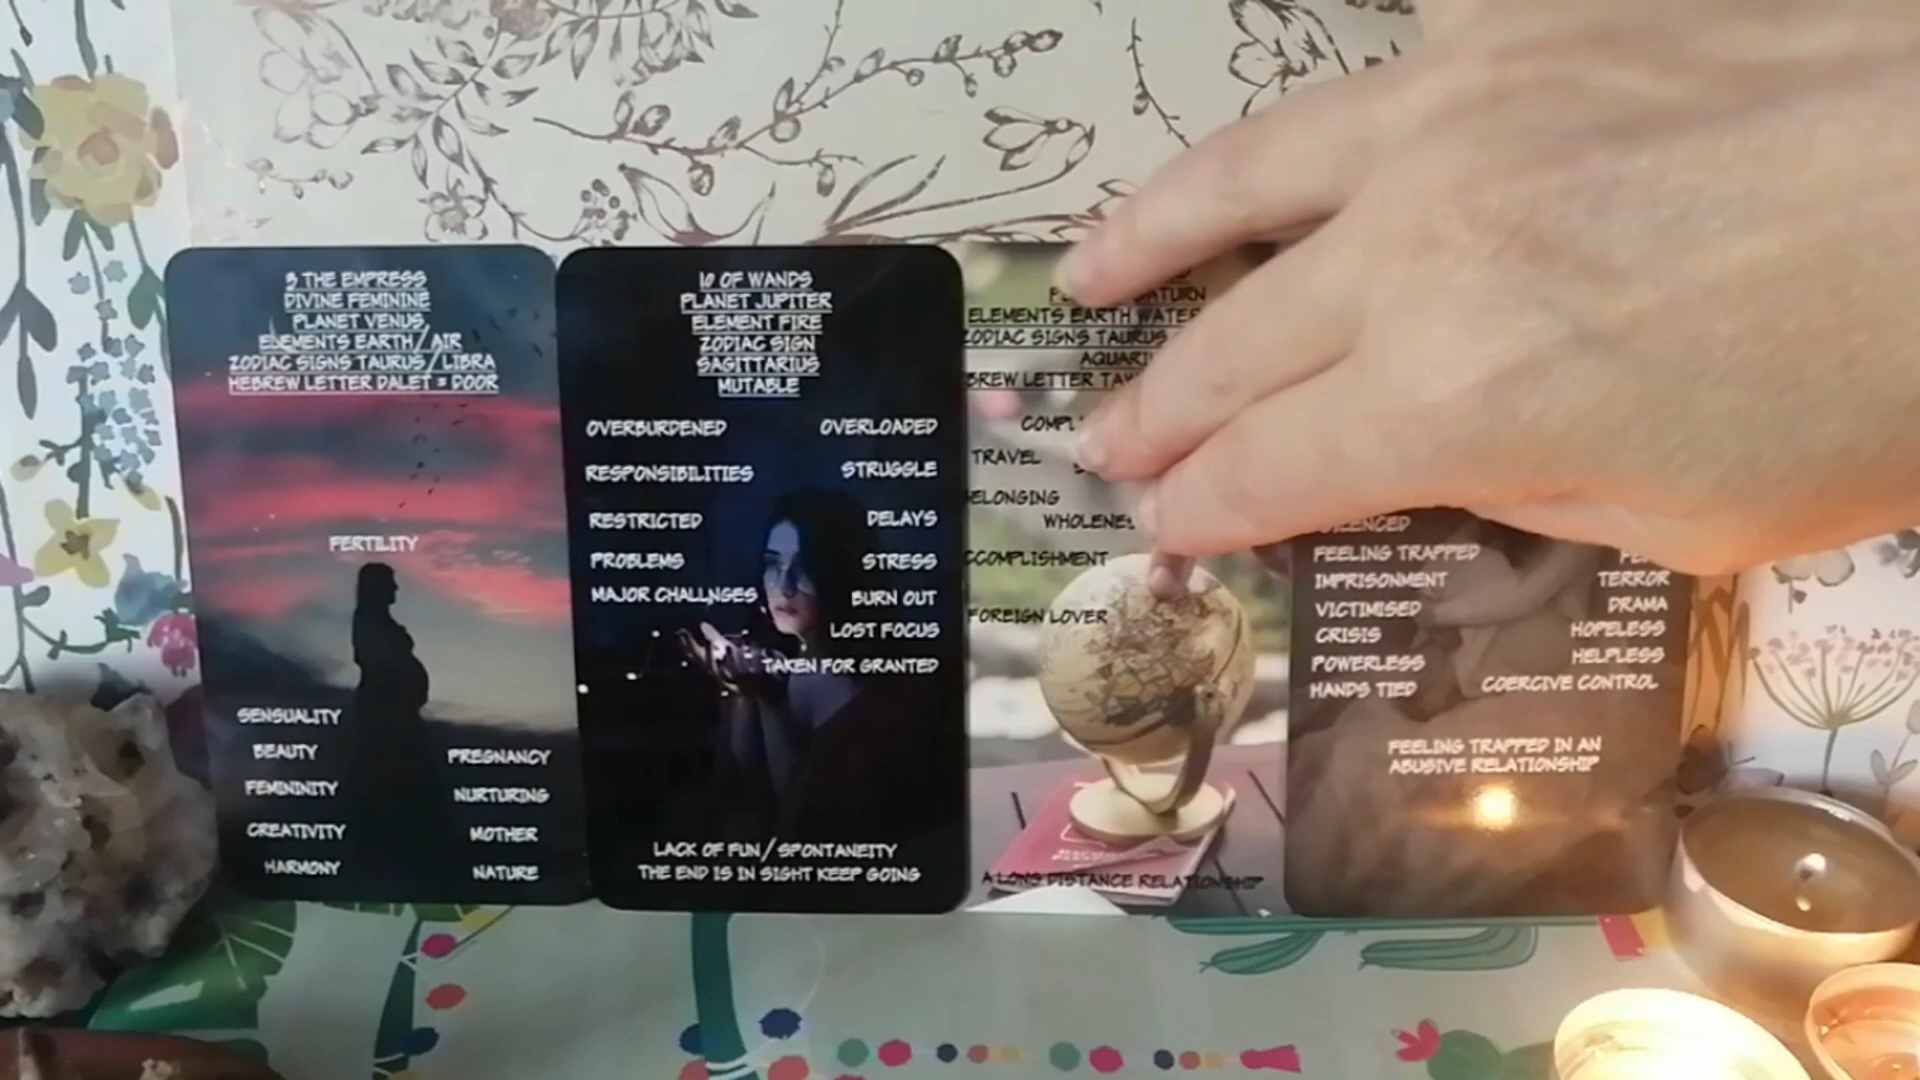 3 THE EMPRESS
DIVINE FEMININE
PLANET VENUS
ELEMENTS EARTH/AIR
ZODIAC SIGNS TAURUS/LIBRA
HEBREW LETTER DALET = DOOR
FERTILITY
SENSUALITY
BEAUTY
PREGNANCY
FEMININITY
NURTURING
CREATIVITY
MOTHER
HARMONY
NATURE
10 OF WANDS
PLANET JUPITER
ELEMENT FIRE
ZODIAC SIGN
SAGITTARIUS
MUTABLE
OVERBURDENED
OVERLOADED
RESPONSIBILITIES
STRUGGLE
RESTRICTED
DELAYS
PROBLEMS
STRESS
MAJOR CHALLNGES
BURN OUT
LOST FOCUS
TAKEN FOR GRANTED
LACK OF FUN/SPONTANEITY
THE END IS IN SIGHT KEEP GOING
ELEMENTS EARTH WATER
ZODIAC SIGNS TAURUS
LETTER
TRAVEL
FOREIGN LOVER
A LONG DISTANCE RELATIONSHIP
FEELING TRAPPED
IMPRISONMENT
TERROR
VICTIMISED
DRAMA
CRISIS
HOPELESS
POWERLESS
HELPLESS
HANDS TIED
COERCIVE CONTROL
FEELING TRAPPED IN AN
ABUSIVE RELATIONSHIP